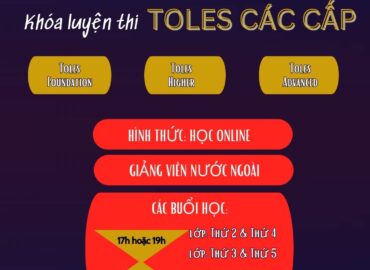 Khóa luyện thi TOLES CÁC CẤP
TOLES FOUNDATION
TOLES HIGHER
TOLES ADVANCED
HÌNH THỨC: HỌC ONLINE
GIẢNG VIÊN NƯỚC NGOÀI
CÁC BUỔI HỌC:
17h hoặc 19h
LỚP: THỨ 2 & THỨ 4
LỚP: THỨ 3 & THỨ 5